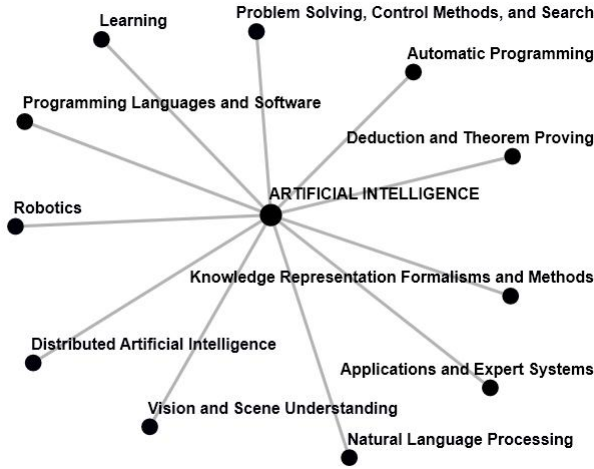 Problem Solving, Control Methods, and Search
Learning
Automatic Programming
Programming Languages and Software
Deduction and Theorem Proving
ARTIFICIAL INTELLIGENCE
Robotics
Knowledge Representation Formalisms and Methods
Distributed Artificial Intelligence
Applications and Expert Systems
Vision and Scene Understanding
Natural Language Processing